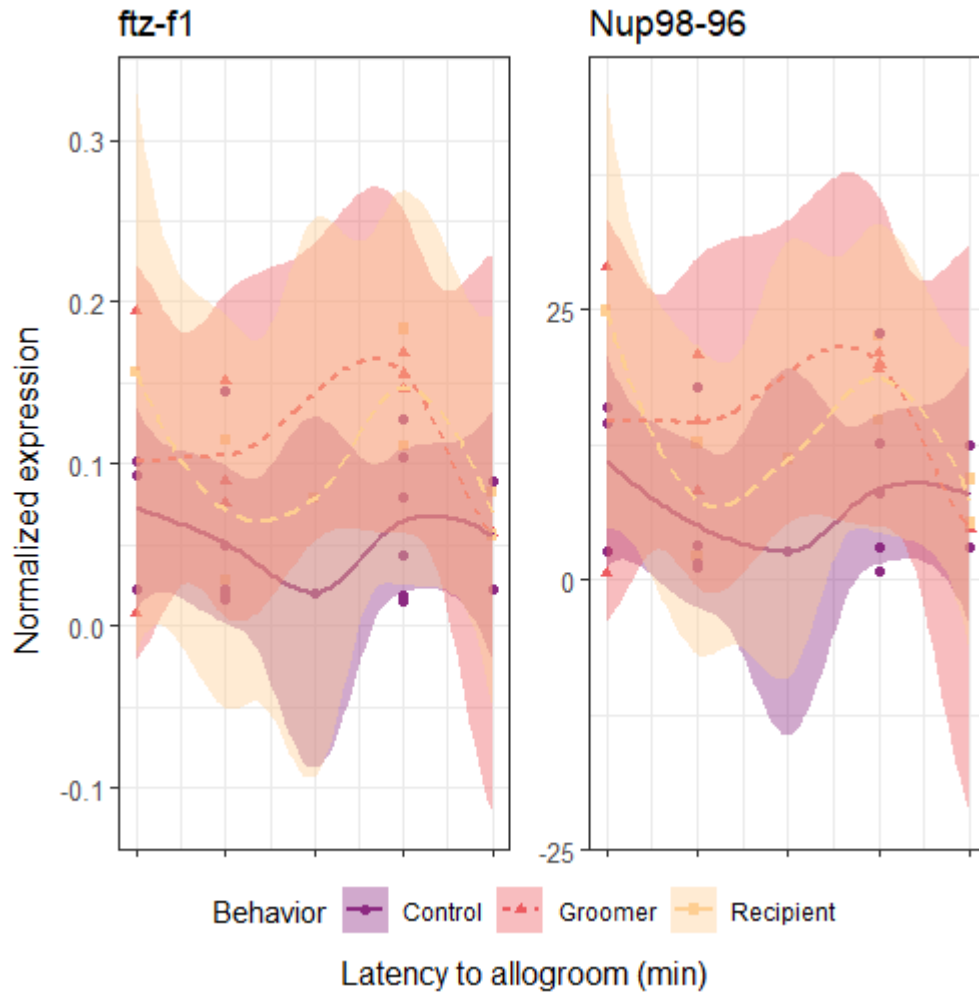 ftz-f1
Nup98-96
Normalized expression
0.3
0.2
0.1
0.0
-0.1
25
0
-25
Behavior Control Groomer Recipient
Latency to allogroom (min)